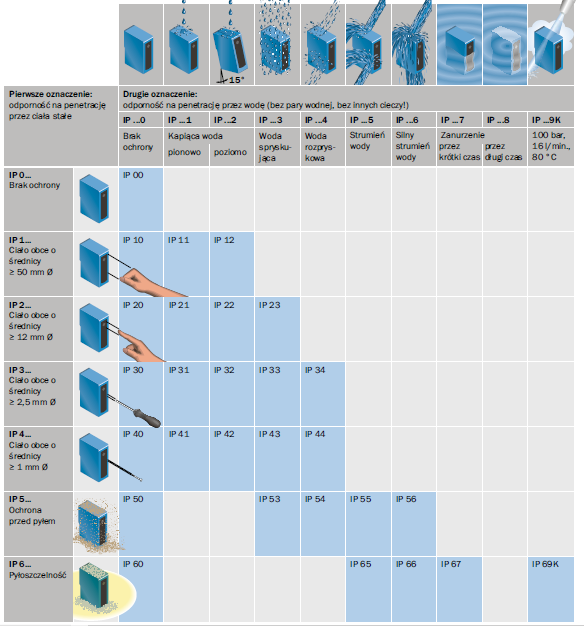 15°
Pierwsze oznaczenie:
odporność na penetrację
przez ciała stałe
Drugie oznaczenie:
odporność na penetrację przez wodę (bez pary wodnej, bez innych cieczy!)
IP ...0 IP ...1 IP ...2 IP ...3 IP ...4 IP ...5 IP ...6 IP ...7 IP ...8 IP ...9K
Brak
ochrony
Kapiąca woda
pionowo poziomo
Woda
sprysku-
jąca
Woda
rozprys-
kowa
Strumień
wody
Silny
strumień
wody
Zanurzenie
przez przez
krótki czas długi czas
100 bar,
16 l/min.,
80 °C
IP 0...
Brak ochrony
IP 00
IP 1...
Ciało obce o
średnicy
≥ 50 mm Ø
IP 10 IP 11 IP 12
IP 2...
Ciało obce o
średnicy
≥ 12 mm Ø
IP 20 IP 21 IP 22 IP 23
IP 3...
Ciało obce o
średnicy
≥ 2,5 mm Ø
IP 30 IP 31 IP 32 IP 33 IP 34
IP 4...
Ciało obce o
średnicy
≥ 1 mm Ø
IP 40 IP 41 IP 42 IP 43 IP 44
IP 5...
Ochrona
przed pyłem
IP 50 IP 53 IP 54 IP 55 IP 56
IP 6...
Pyłoszczelność
IP 60 IP 65 IP 66 IP 67 IP 69K